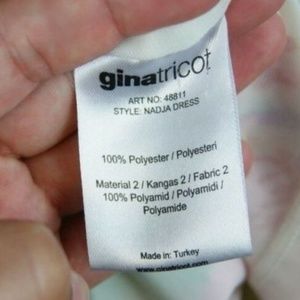 ginatricot
ART NO: 48811
STYLE: NADJA DRESS
100% Polyester / Polyesteri
Material 2 / Kangas 2 / Fabric 2
100% Polyamid / Polyamidi /
Polyamide
Made in: Turkey
www.ginatricot.com